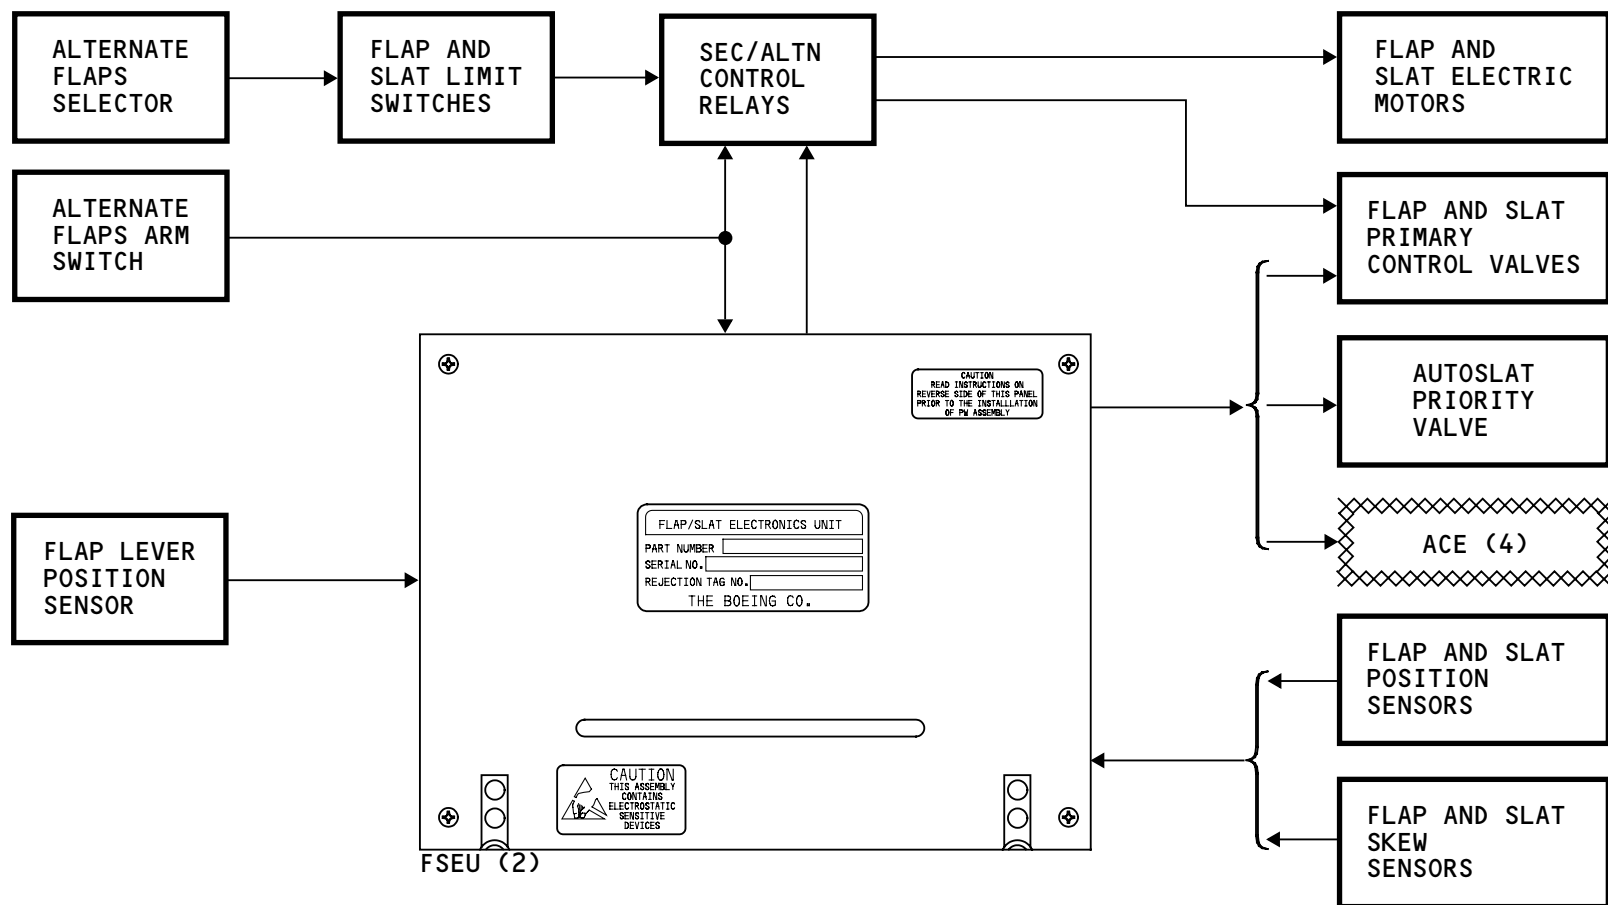 ALTERNATE
FLAPS
SELECTOR
FLAP AND
SLAT LIMIT
SWITCHES
SEC/ALTN
CONTROL
RELAYS
FLAP AND
SLAT ELECTRIC
MOTORS
ALTERNATE
FLAPS ARM
SWITCH
FLAP AND SLAT
PRIMARY
CONTROL VALVES
CAUTION
READ INSTRUCTIONS ON
REVERSE SIDE OF THIS PANEL
PRIOR TO THE INSTALLLATION
OF PW ASSEMBLY
AUTOSLAT
PRIORITY
VALVE
FLAP LEVER
POSITION
SENSOR
FLAP/SLAT ELECTRONICS UNIT
PART NUMBER
SERIAL NO.
REJECTION TAG NO.
THE BOEING CO.
ACE (4)
FLAP AND SLAT
POSITION
SENSORS
CAUTION
THIS ASSEMBLY
CONTAINS
ELECTROSTATIC
SENSITIVE
DEVICES
FLAP AND SLAT
SKEW
SENSORS
FSEU (2)